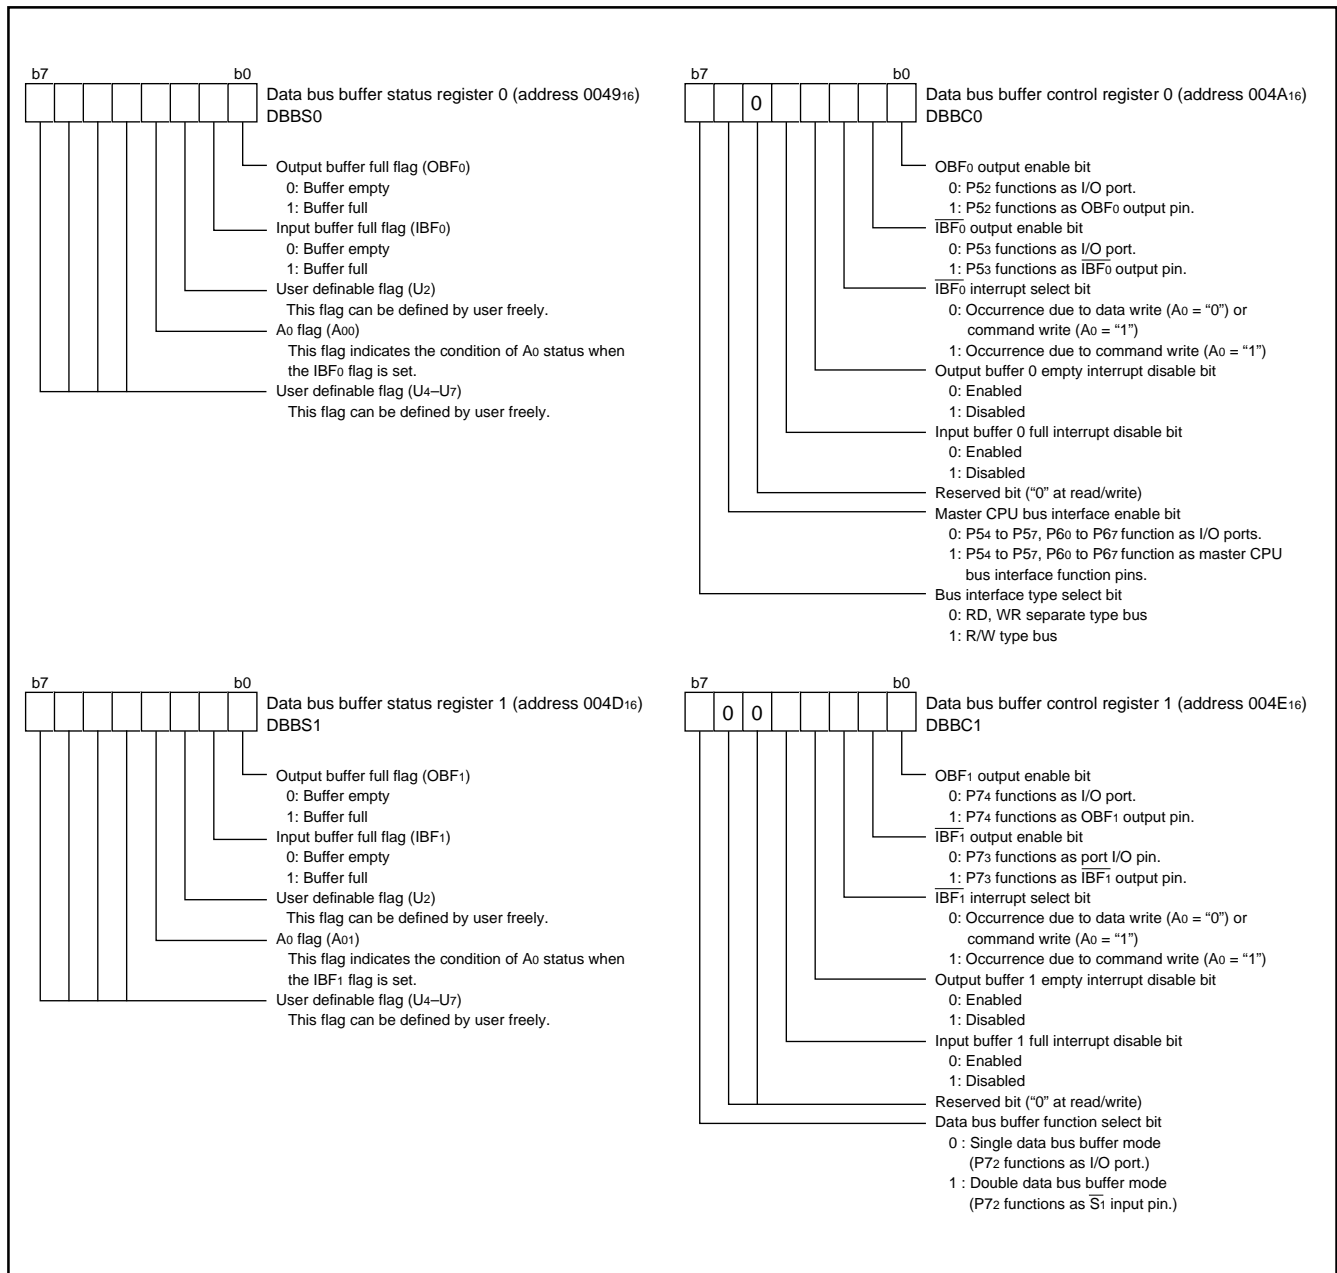 b7 b0
Data bus buffer status register 0 (address 004916)
DBBS0
Output buffer full flag (OBF0)
0: Buffer empty
1: Buffer full
Input buffer full flag (IBF0)
0: Buffer empty
1: Buffer full
User definable flag (U2)
This flag can be defined by user freely.
A0 flag (A00)
This flag indicates the condition of A0 status when
the IBF0 flag is set.
User definable flag (U4–U7)
This flag can be defined by user freely.
b7 b0
0
Data bus buffer control register 0 (address 004A16)
DBBC0
OBF0 output enable bit
0: P52 functions as I/O port.
1: P52 functions as OBF0 output pin.
IBF0 output enable bit
0: P53 functions as I/O port.
1: P53 functions as IBF0 output pin.
IBF0 interrupt select bit
0: Occurrence due to data write (A0 = “0”) or
command write (A0 = “1”)
1: Occurrence due to command write (A0 = “1”)
Output buffer 0 empty interrupt disable bit
0: Enabled
1: Disabled
Input buffer 0 full interrupt disable bit
0: Enabled
1: Disabled
Reserved bit (“0” at read/write)
Master CPU bus interface enable bit
0: P54 to P57, P60 to P67 function as I/O ports.
1: P54 to P57, P60 to P67 function as master CPU
bus interface function pins.
Bus interface type select bit
0: RD, WR separate type bus
1: R/W type bus
b7 b0
Data bus buffer status register 1 (address 004D16)
DBBS1
Output buffer full flag (OBF1)
0: Buffer empty
1: Buffer full
Input buffer full flag (IBF1)
0: Buffer empty
1: Buffer full
User definable flag (U2)
This flag can be defined by user freely.
A0 flag (A01)
This flag indicates the condition of A0 status when
the IBF1 flag is set.
User definable flag (U4–U7)
This flag can be defined by user freely.
b7 b0
0 0
Data bus buffer control register 1 (address 004E16)
DBBC1
OBF1 output enable bit
0: P74 functions as I/O port.
1: P74 functions as OBF1 output pin.
IBF1 output enable bit
0: P73 functions as port I/O pin.
1: P73 functions as IBF1 output pin.
IBF1 interrupt select bit
0: Occurrence due to data write (A0 = “0”) or
command write (A0 = “1”)
1: Occurrence due to command write (A0 = “1”)
Output buffer 1 empty interrupt disable bit
0: Enabled
1: Disabled
Input buffer 1 full interrupt disable bit
0: Enabled
1: Disabled
Reserved bit (“0” at read/write)
Data bus buffer function select bit
0 : Single data bus buffer mode
(P72 functions as I/O port.)
1 : Double data bus buffer mode
(P72 functions as S1 input pin.)